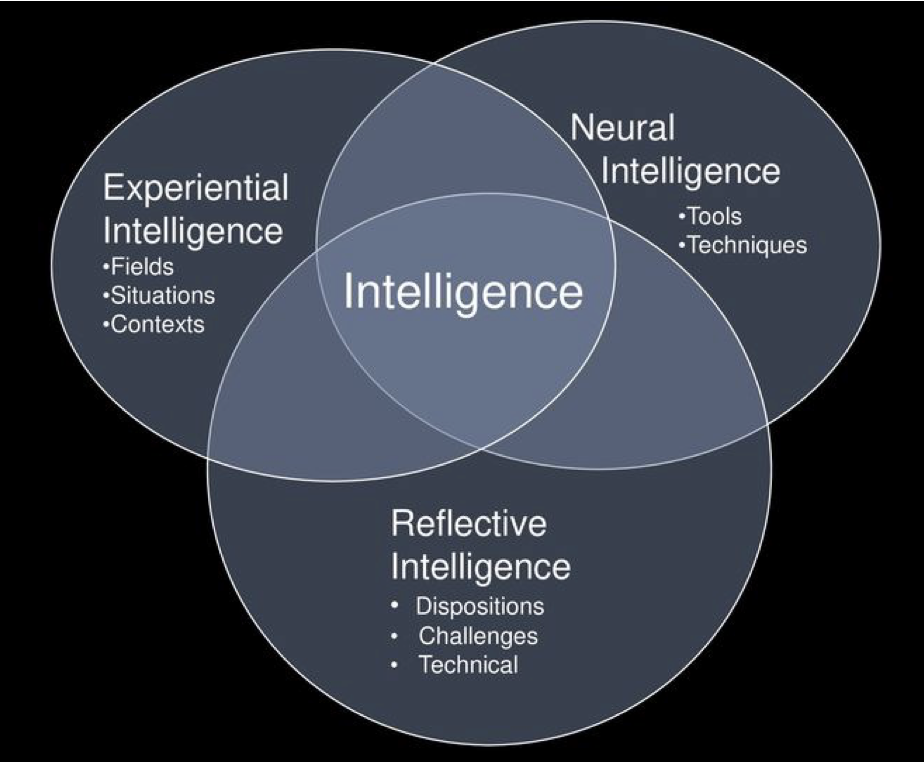 Experiential
Intelligence
•Fields
•Situations
•Contexts
Neural
Intelligence
•Tools
•Techniques
Intelligence
Reflective
Intelligence
• Dispositions
• Challenges
• Technical